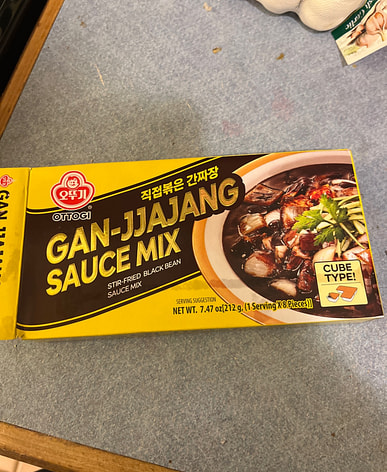 오뚜기
OTTOGI
직접볶은 간짜장
GAN-JJAJANG
SAUCE MIX
STIR-FRIED BLACK BEAN
SAUCE MIX
CUBE
TYPE!
SERVING SUGGESTION
NET WT. 7.47 oz(212 g, (1 Serving X 8 Pieces))